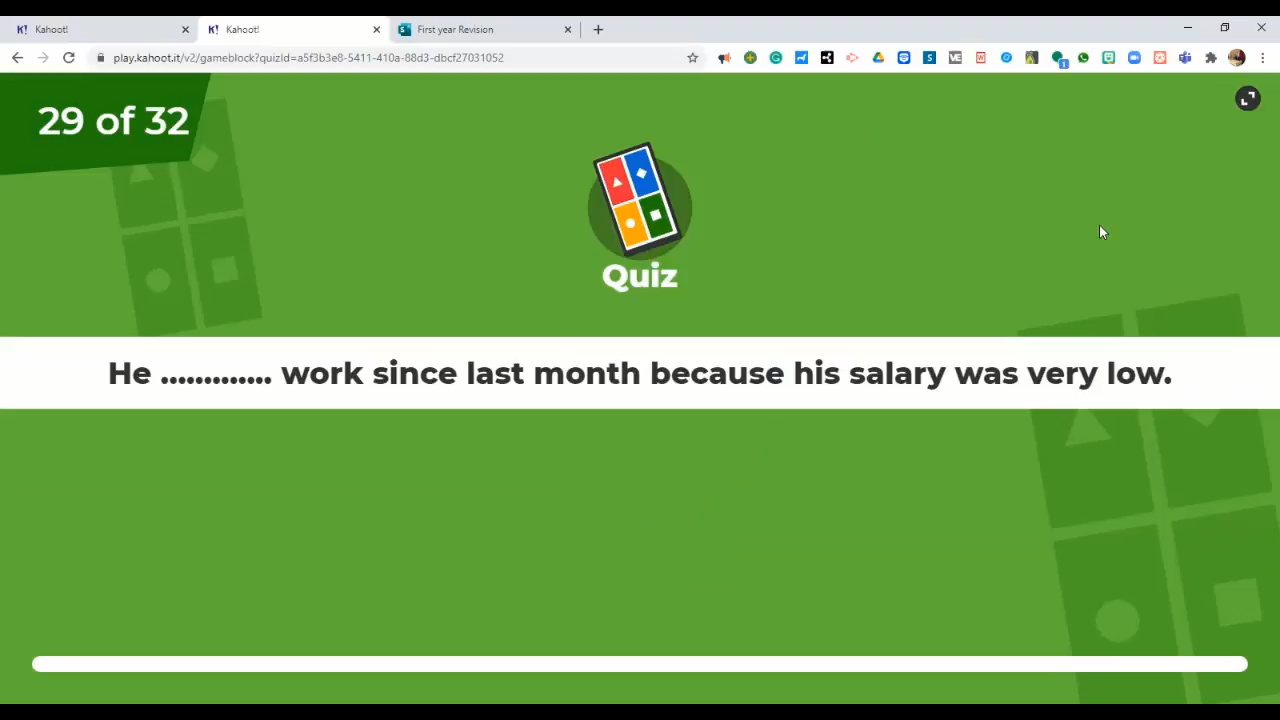 Kahoot!
Kahoot!
First year Revision
play.kahoot.it/v2/gameblock?quizId=a5f3b3e8-5411-410a-88d3-dbcf27031052
29 of 32
Quiz
He ............. work since last month because his salary was very low.